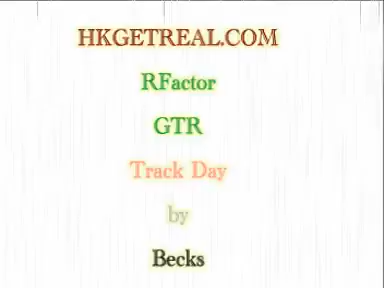 HKGETREAL.COM
RFactor
GTR
Track Day
by
Becks